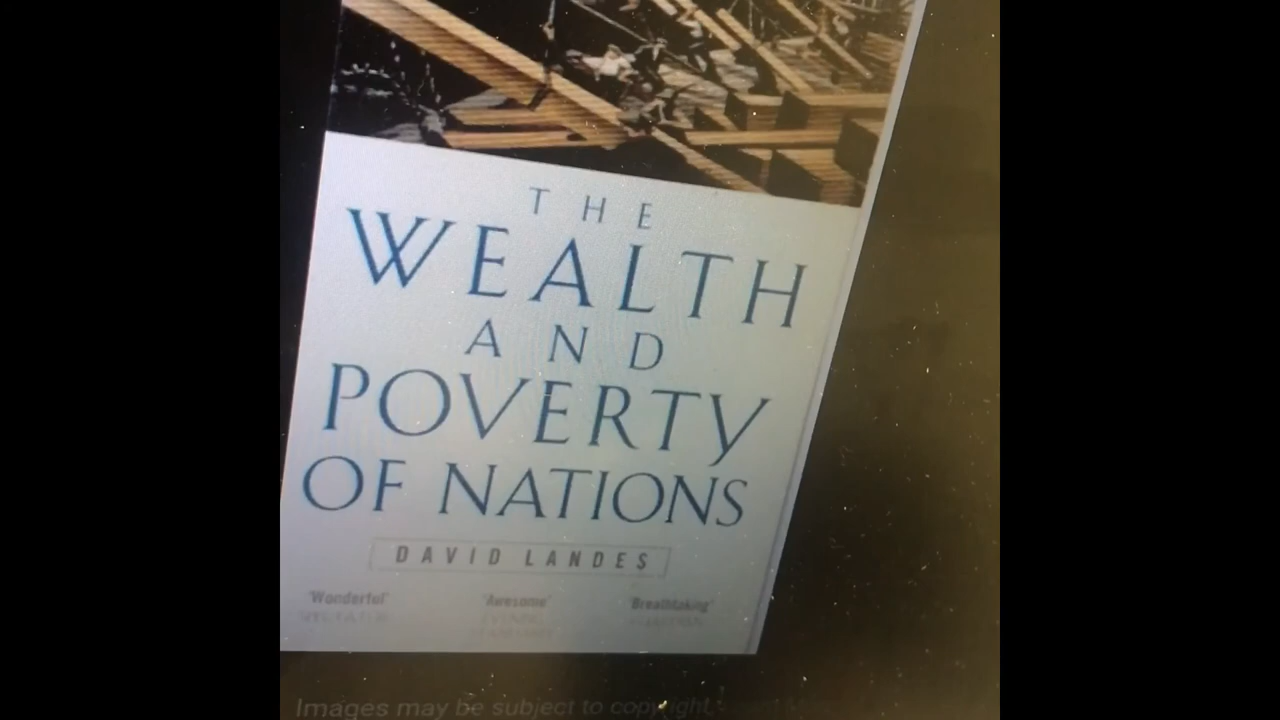 THE
WEALTH
AND
POVERTY
OF NATIONS
DAVID LANDES
'Wonderful' 'Awesome' 'Breathtaking'
Images may be subject to copyright.